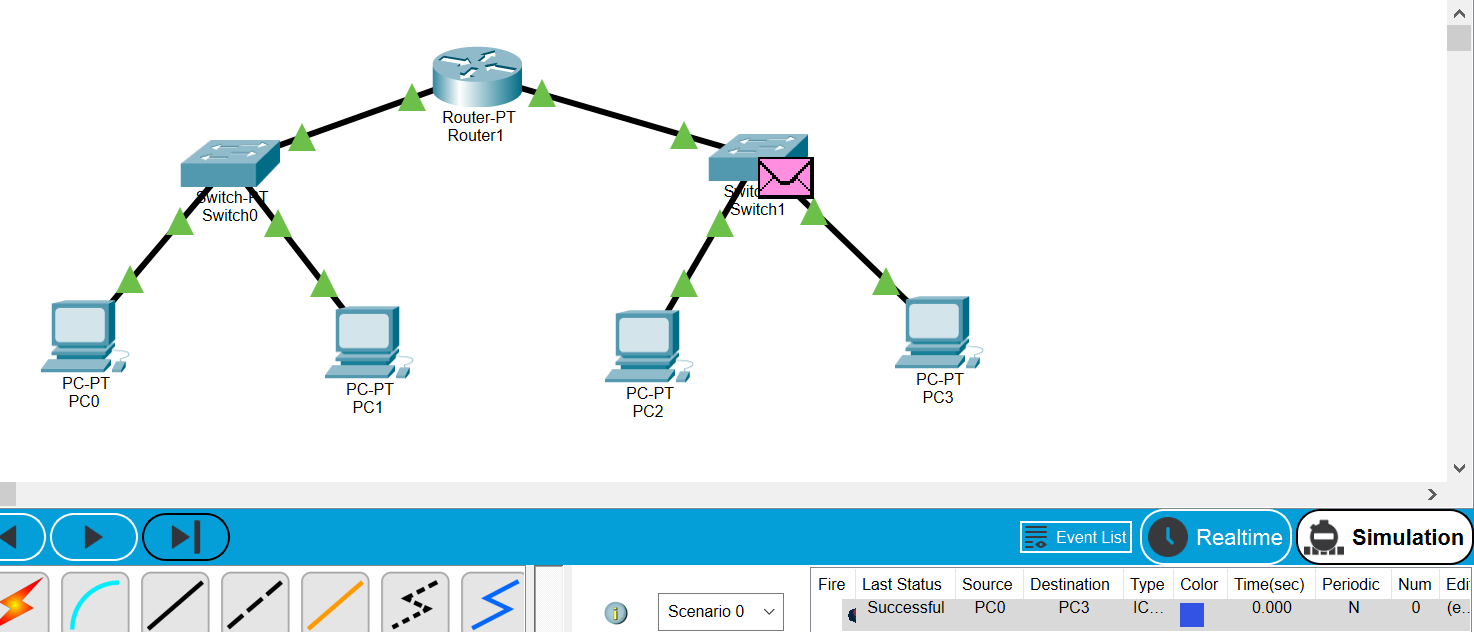 Router-PT
Router1
Switch-PT
Switch0
Switch1
PC-PT
PC0
PC-PT
PC1
PC-PT
PC2
PC-PT
PC3
Event List
Realtime
Simulation
Scenario 0
Fire Last Status Source Destination Type Color Time(sec) Periodic Num Edi
Successful PC0 PC3 IC... 0.000 N 0 (e...